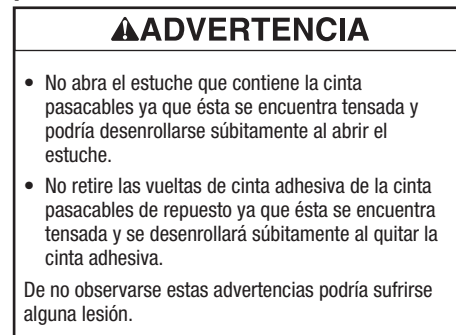 ⚠ADVERTENCIA
• No abra el estuche que contiene la cinta
pasacables ya que ésta se encuentra tensada y
podría desenrollarse súbitamente al abrir el
estuche.
• No retire las vueltas de cinta adhesiva de la cinta
pasacables de repuesto ya que ésta se encuentra
tensada y se desenrollará súbitamente al quitar la
cinta adhesiva.
De no observarse estas advertencias podría sufrirse
alguna lesión.